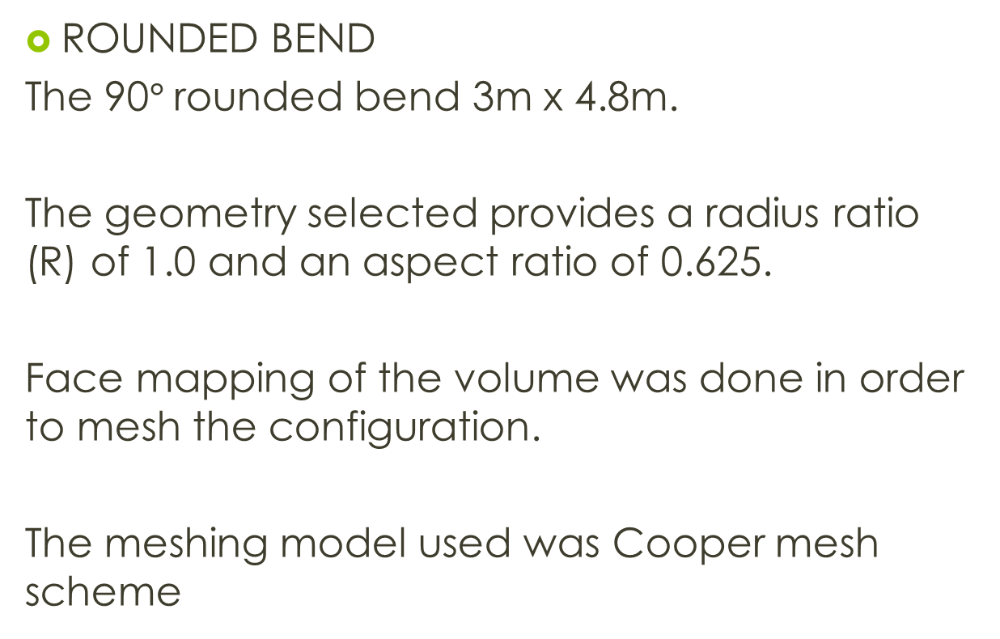 ROUNDED BEND
The 90° rounded bend 3m x 4.8m.
The geometry selected provides a radius ratio
(R) of 1.0 and an aspect ratio of 0.625.
Face mapping of the volume was done in order
to mesh the configuration.
The meshing model used was Cooper mesh
scheme